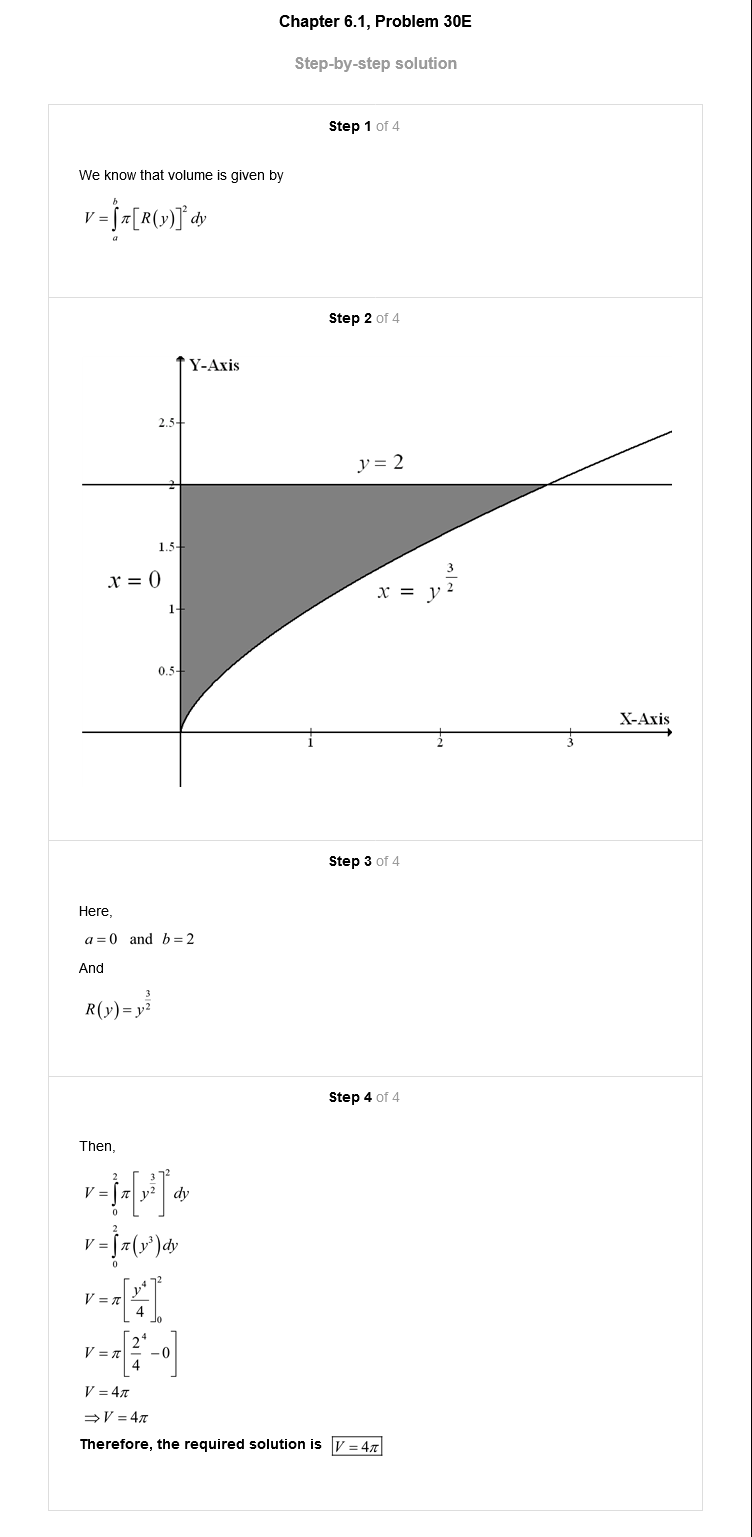 Chapter 6.1, Problem 30E
Step-by-step solution
Step 1 of 4
We know that volume is given by
V = ∫_a^b π[R(y)]² dy
Step 2 of 4
Y-Axis
2.5
y = 2
2
1.5
x = 0
x = y^(3/2)
1
0.5
X-Axis
1 2 3
Step 3 of 4
Here,
a = 0 and b = 2
And
R(y) = y^(3/2)
Step 4 of 4
Then,
V = ∫_0^2 π[y^(3/2)]² dy
V = ∫_0^2 π(y³)dy
V = π[y⁴/4]_0^2
V = π[2⁴/4 − 0]
V = 4π
⇒ V = 4π
Therefore, the required solution is V = 4π